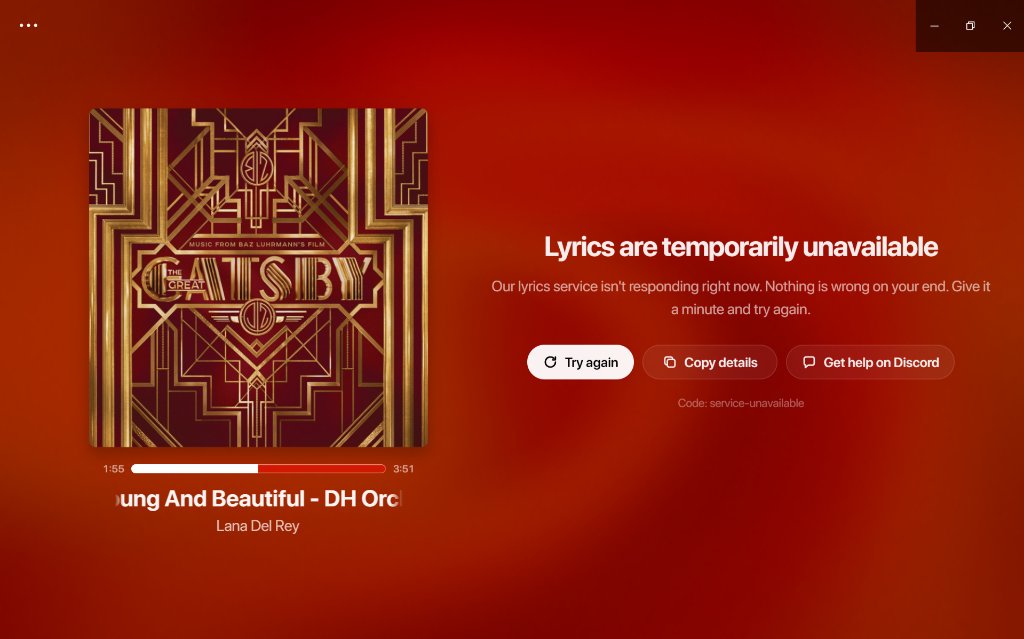 MUSIC FROM BAZ LUHRMANN'S FILM
THE
GREAT
GATSBY
1:55
3:51
oung And Beautiful - DH Orc
Lana Del Rey
Lyrics are temporarily unavailable
Our lyrics service isn't responding right now. Nothing is wrong on your end. Give it
a minute and try again.
Try again
Copy details
Get help on Discord
Code: service-unavailable